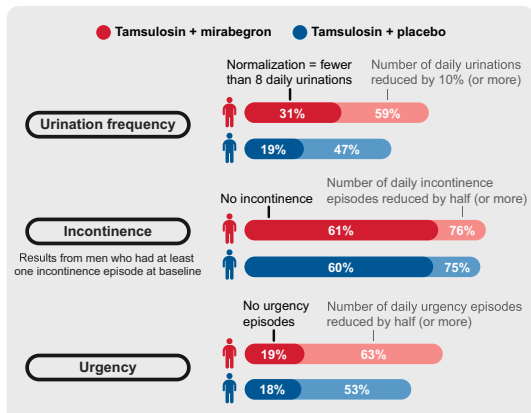 Tamsulosin + mirabegron
Tamsulosin + placebo
Normalization = fewer
than 8 daily urinations
Number of daily urinations
reduced by 10% (or more)
Urination frequency
31%
59%
19%
47%
No incontinence
Number of daily incontinence
episodes reduced by half (or more)
Incontinence
Results from men who had at least
one incontinence episode at baseline
61%
76%
60%
75%
No urgency
episodes
Number of daily urgency episodes
reduced by half (or more)
Urgency
19%
63%
18%
53%